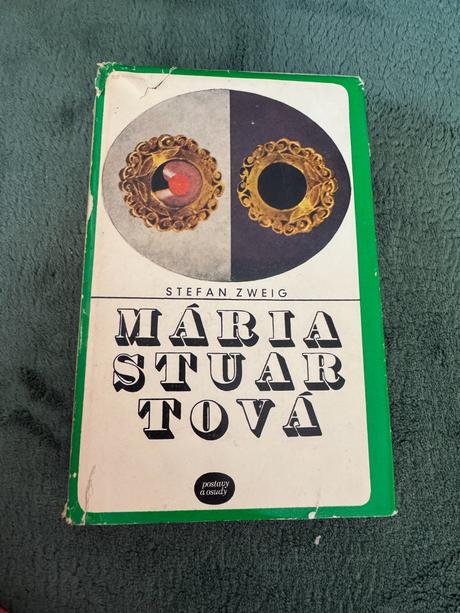 STEFAN ZWEIG
MÁRIA
STUAR
TOVÁ
postavy
a osudy